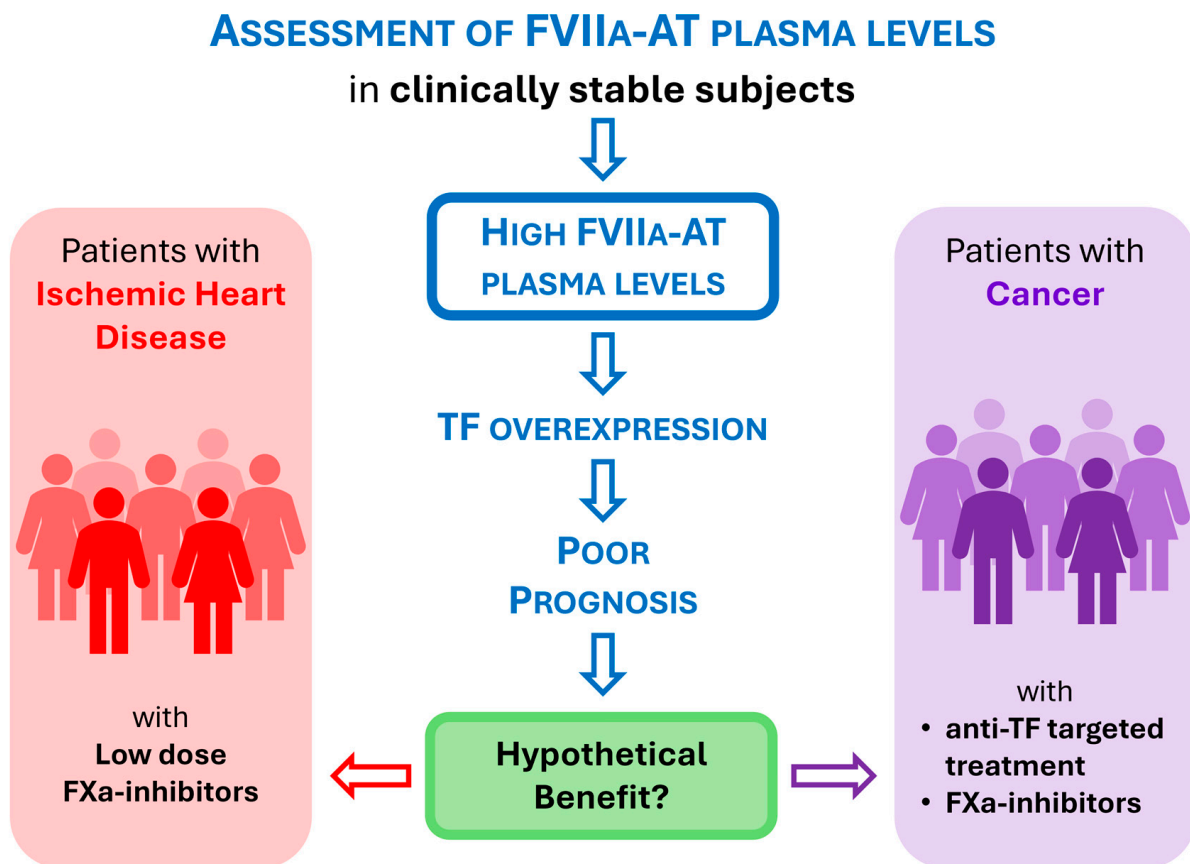 ASSESSMENT OF FVIIA-AT PLASMA LEVELS
in clinically stable subjects
HIGH FVIIA-AT
PLASMA LEVELS
TF OVEREXPRESSION
POOR
PROGNOSIS
Hypothetical
Benefit?
Patients with
Ischemic Heart
Disease
with
Low dose
FXa-inhibitors
Patients with
Cancer
with
• anti-TF targeted
treatment
• FXa-inhibitors